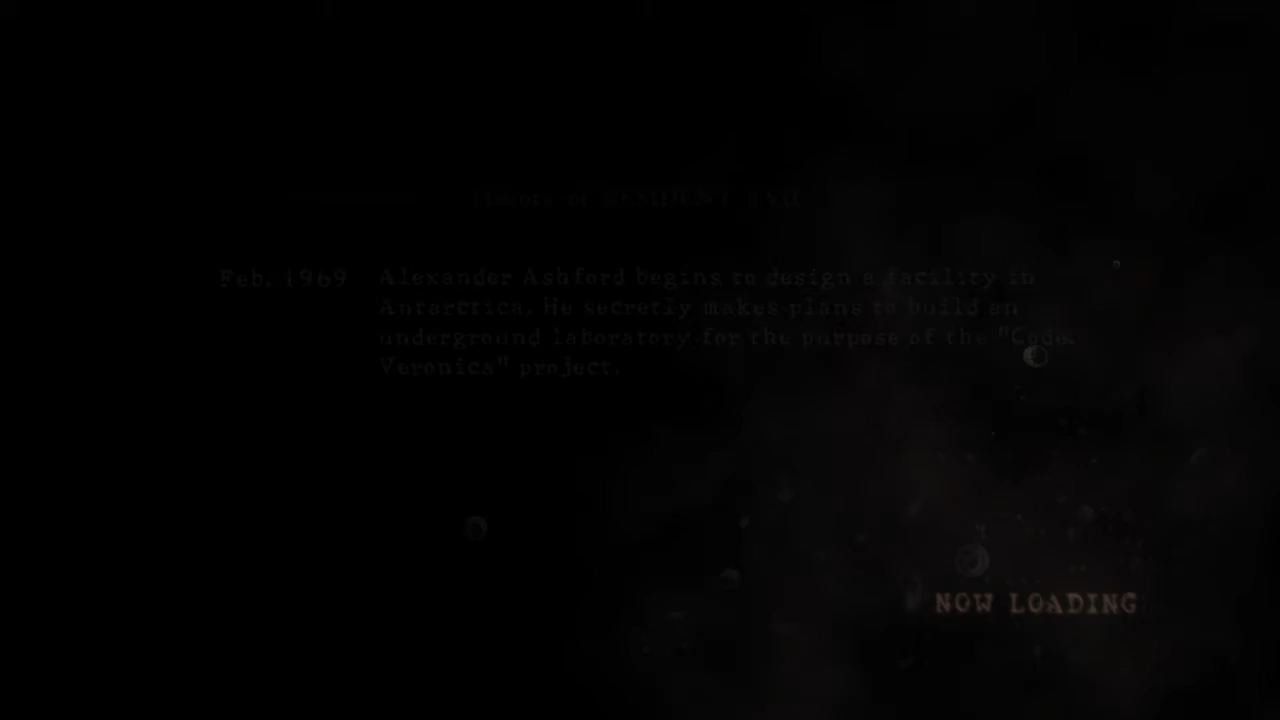 History of RESIDENT EVIL
Feb. 1969 Alexander Ashford begins to design a facility in
Antarctica. He secretly makes plans to build an
underground laboratory for the purpose of the "Code:
Veronica" project.
NOW LOADING